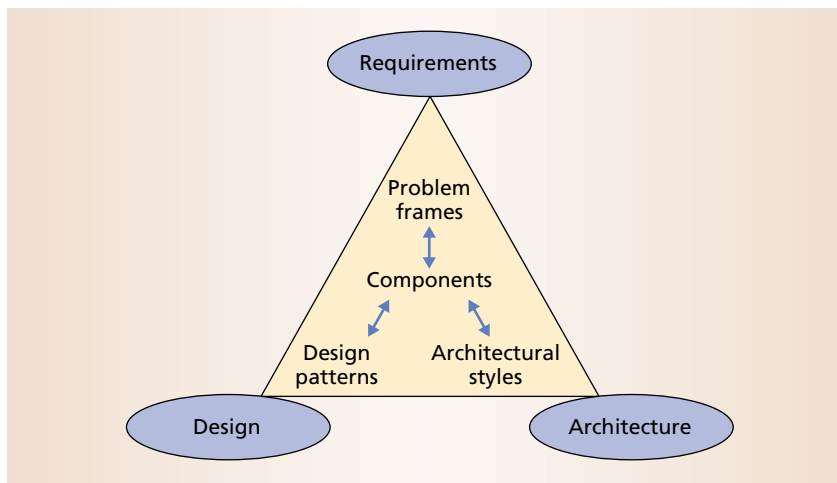 Requirements
Problem
frames
Components
Design
patterns
Architectural
styles
Design
Architecture